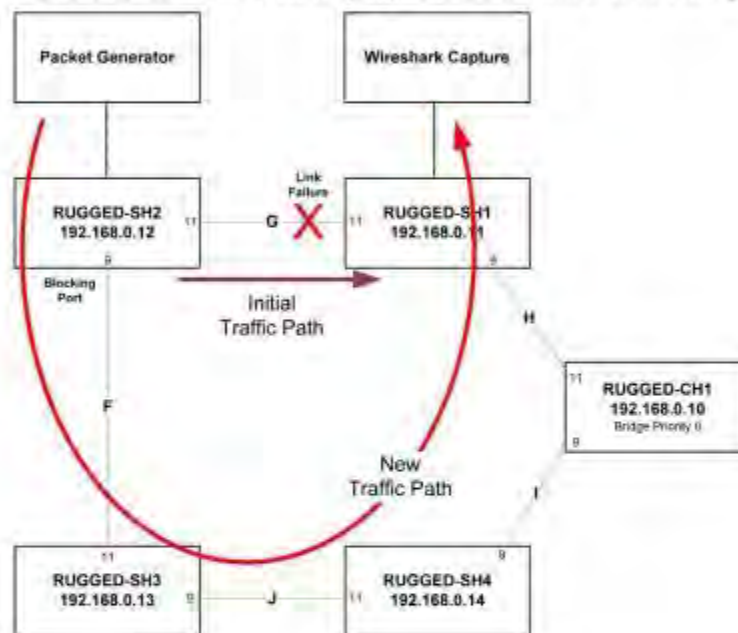 Packet Generator
Wireshark Capture
Link
Failure
RUGGED-SH2
192.168.0.12
11
G
11
RUGGED-SH1
192.168.0.11
9
9
Blocking
Port
Initial
Traffic Path
H
11
RUGGED-CH1
192.168.0.10
Bridge Priority 0
9
F
New
Traffic Path
I
11
9
RUGGED-SH3
192.168.0.13
9
J
11
RUGGED-SH4
192.168.0.14